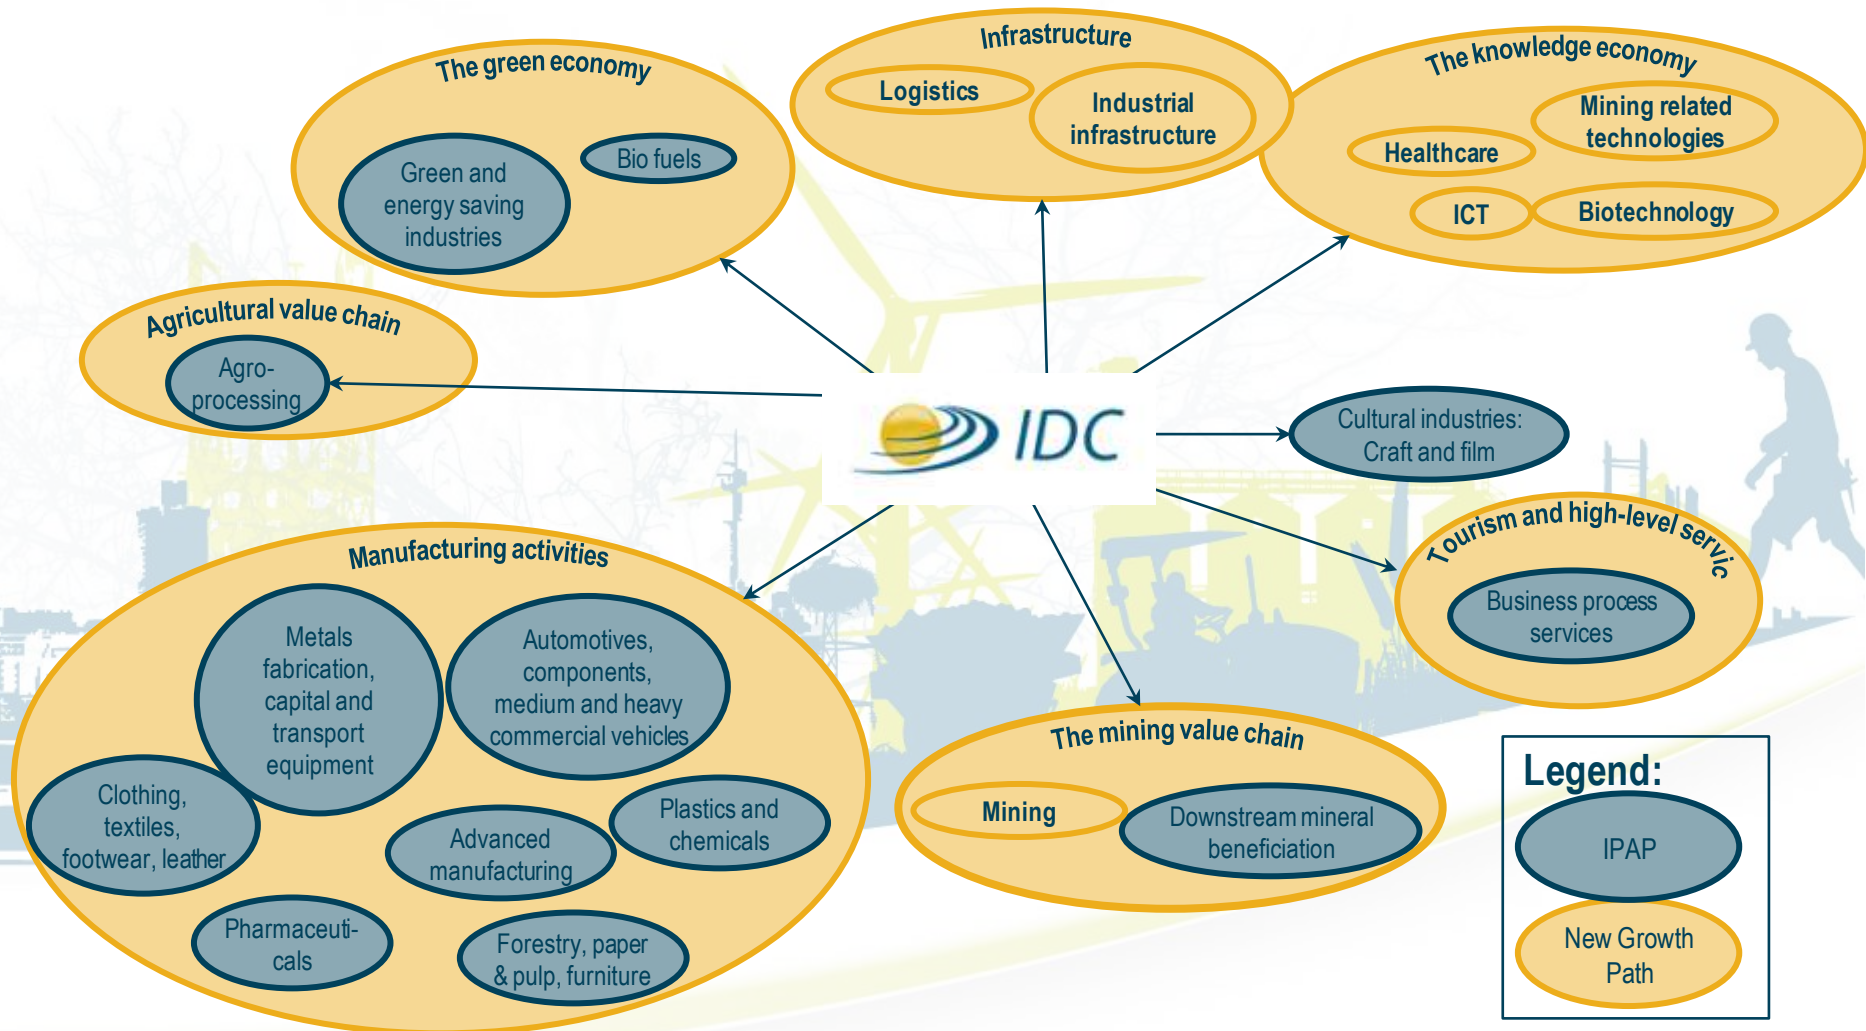 The green economy
Green and
energy saving
industries
Bio fuels
Infrastructure
Logistics
Industrial
infrastructure
The knowledge economy
Mining related
technologies
Healthcare
ICT
Biotechnology
Agricultural value chain
Agro-
processing
IDC
Cultural industries:
Craft and film
Tourism and high-level servic
Business process
services
Manufacturing activities
Metals
fabrication,
capital and
transport
equipment
Automotives,
components,
medium and heavy
commercial vehicles
Clothing,
textiles,
footwear, leather
Advanced
manufacturing
Plastics and
chemicals
Pharmaceuti-
cals
Forestry, paper
& pulp, furniture
The mining value chain
Mining
Downstream mineral
beneficiation
Legend:
IPAP
New Growth
Path